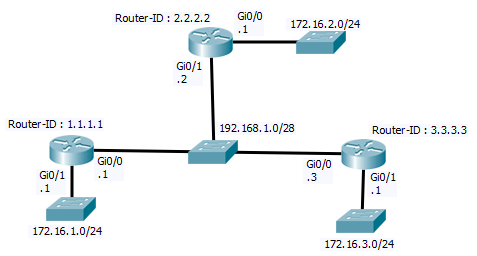 Router-ID : 2.2.2.2
Gi0/0
.1
172.16.2.0/24
Gi0/1
.2
192.168.1.0/28
Router-ID : 1.1.1.1
Router-ID : 3.3.3.3
Gi0/0
.1
Gi0/1
.1
Gi0/0
.3
Gi0/1
.1
172.16.1.0/24
172.16.3.0/24